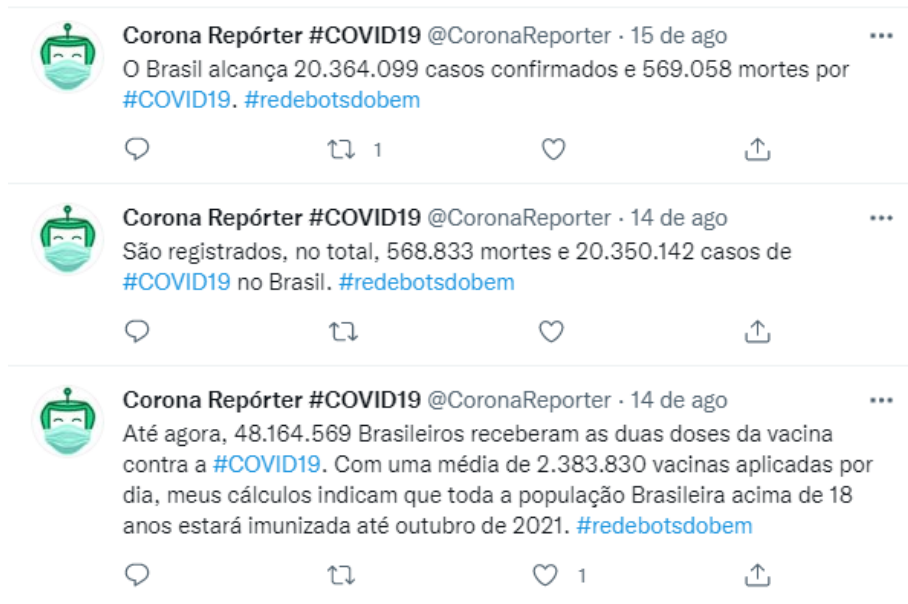 Corona Repórter #COVID19 @CoronaReporter · 15 de ago
O Brasil alcança 20.364.099 casos confirmados e 569.058 mortes por
#COVID19. #redebotsdobem
1
Corona Repórter #COVID19 @CoronaReporter · 14 de ago
São registrados, no total, 568.833 mortes e 20.350.142 casos de
#COVID19 no Brasil. #redebotsdobem
Corona Repórter #COVID19 @CoronaReporter · 14 de ago
Até agora, 48.164.569 Brasileiros receberam as duas doses da vacina
contra a #COVID19. Com uma média de 2.383.830 vacinas aplicadas por
dia, meus cálculos indicam que toda a população Brasileira acima de 18
anos estará imunizada até outubro de 2021. #redebotsdobem
1